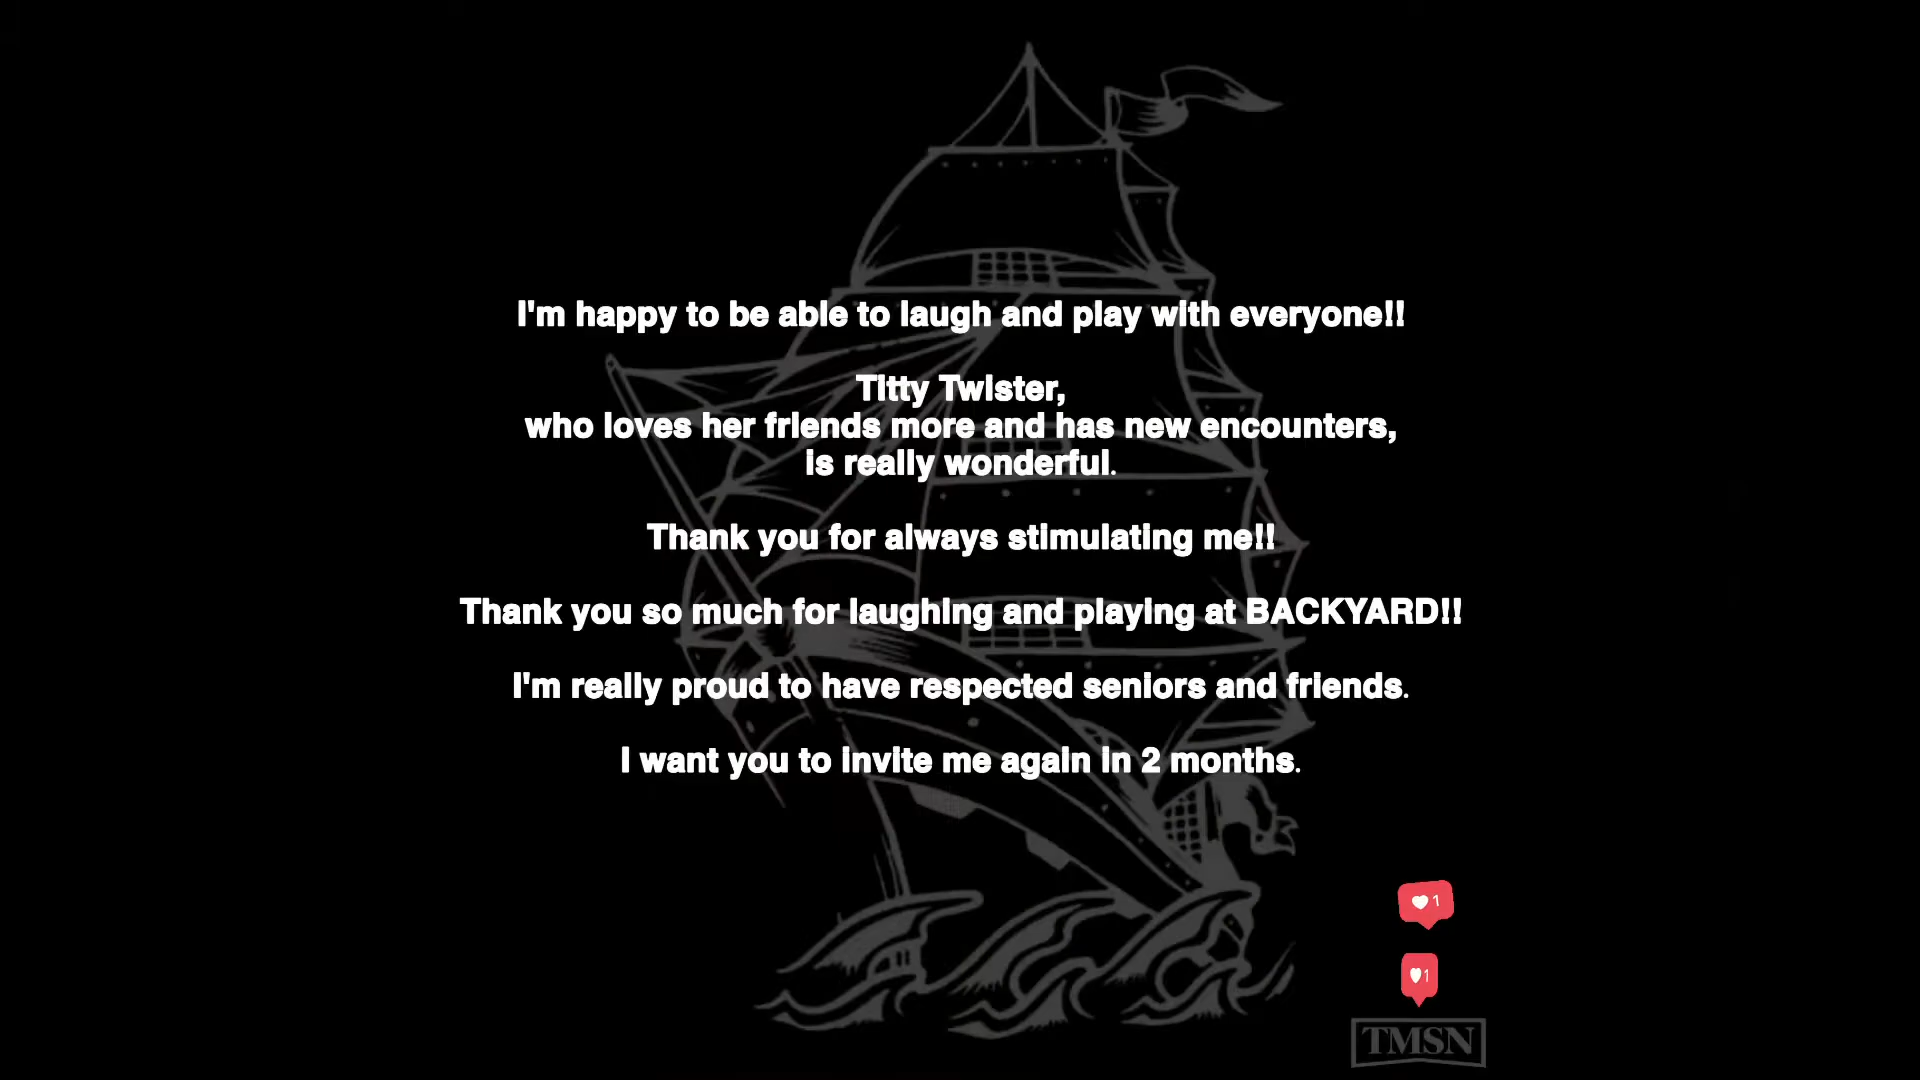 I'm happy to be able to laugh and play with everyone!!
Titty Twister,
who loves her friends more and has new encounters,
is really wonderful.
Thank you for always stimulating me!!
Thank you so much for laughing and playing at BACKYARD!!
I'm really proud to have respected seniors and friends.
I want you to invite me again in 2 months.
1
1
TMSN